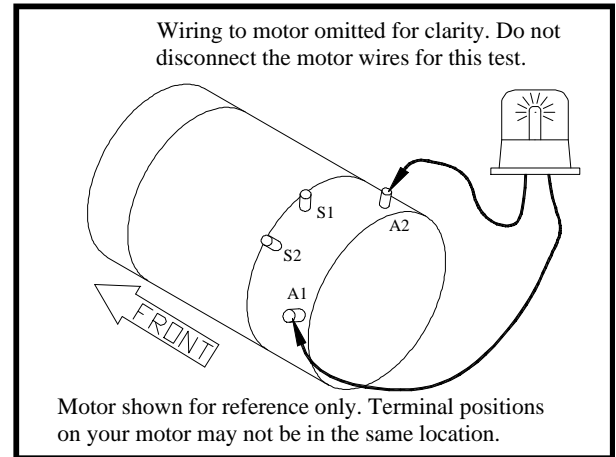 Wiring to motor omitted for clarity. Do not
disconnect the motor wires for this test.
S1
A2
S2
A1
FRONT
Motor shown for reference only. Terminal positions
on your motor may not be in the same location.